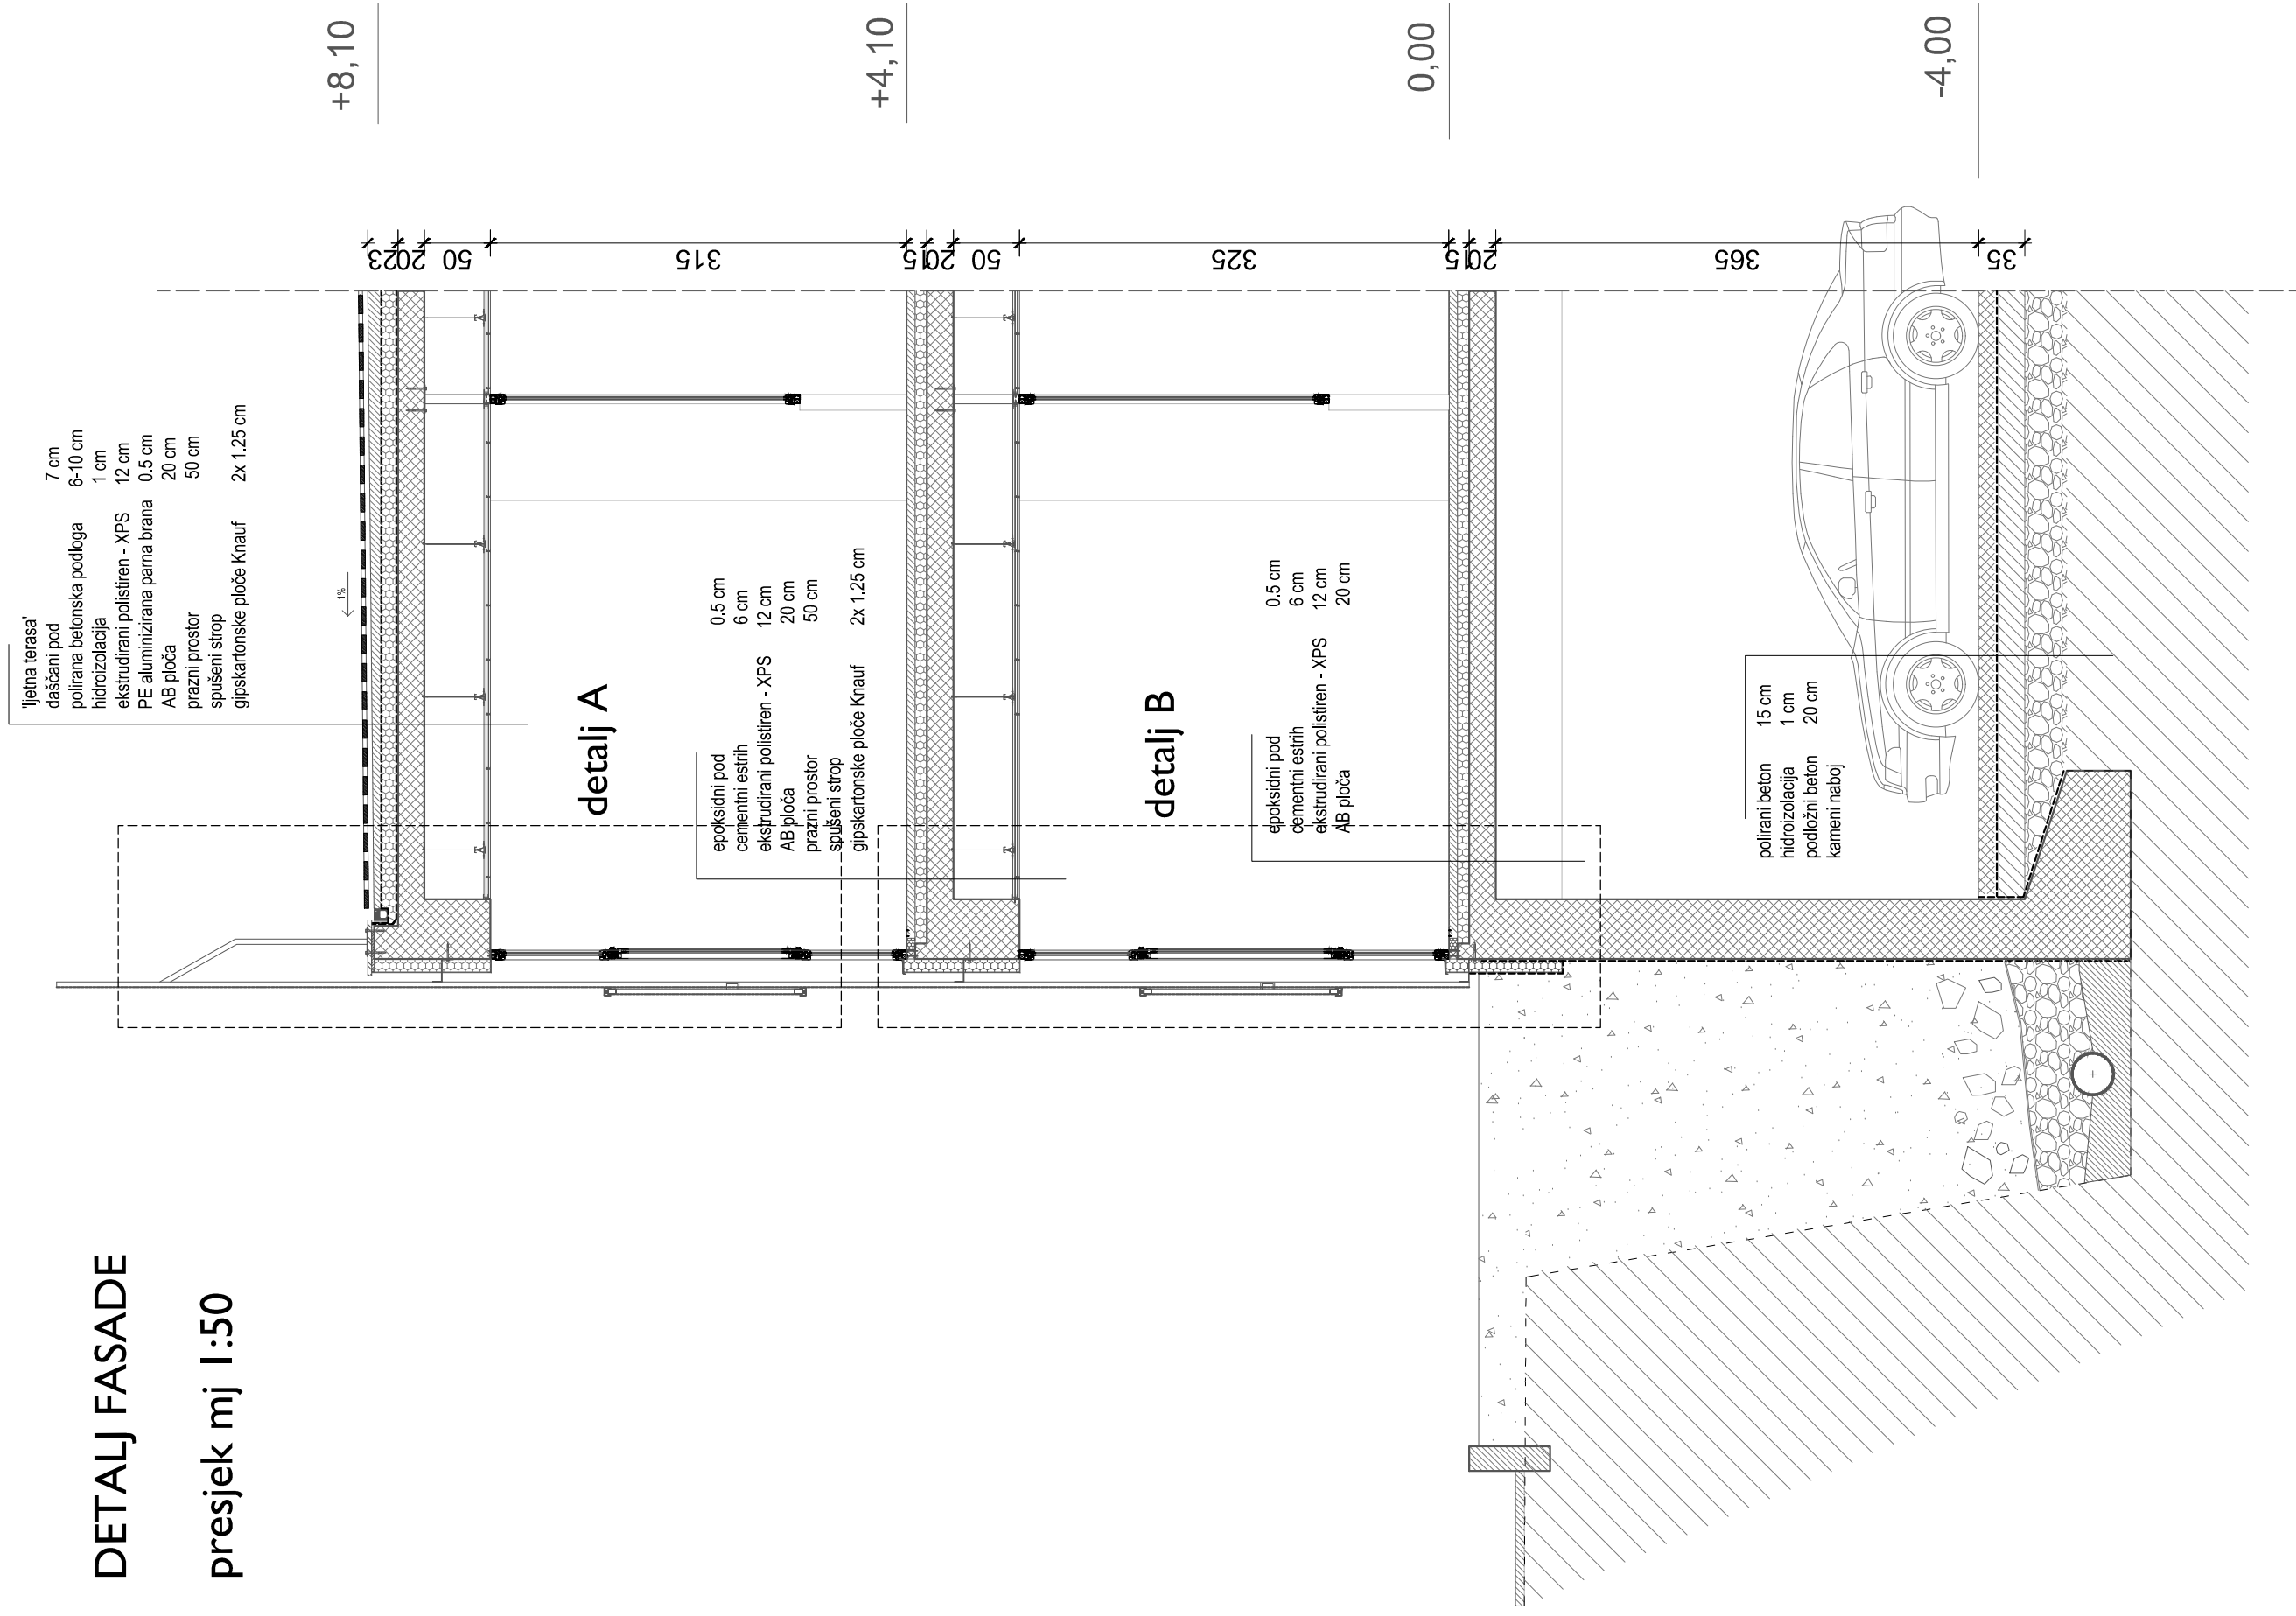 DETALJ FASADE
presjek mj 1:50
'ljetna terasa'
daščani pod 7 cm
polirana betonska podloga 6-10 cm
hidroizolacija 1 cm
ekstrudirani polistiren - XPS 12 cm
PE aluminizirana parna brana 0.5 cm
AB ploča 20 cm
prazni prostor 50 cm
spušeni strop
gipskartonske ploče Knauf 2x 1.25 cm
1%
detalj A
epoksidni pod 0.5 cm
cementni estrih 6 cm
ekstrudirani polistiren - XPS 12 cm
AB ploča 20 cm
prazni prostor 50 cm
spušeni strop
gipskartonske ploče Knauf 2x 1.25 cm
detalj B
epoksidni pod 0.5 cm
cementni estrih 6 cm
ekstrudirani polistiren - XPS 12 cm
AB ploča 20 cm
polirani beton 15 cm
hidroizolacija 1 cm
podložni beton 20 cm
kameni naboj
23
20
50
315
15
20
50
325
15
20
365
35
+8,10
+4,10
0,00
-4,00